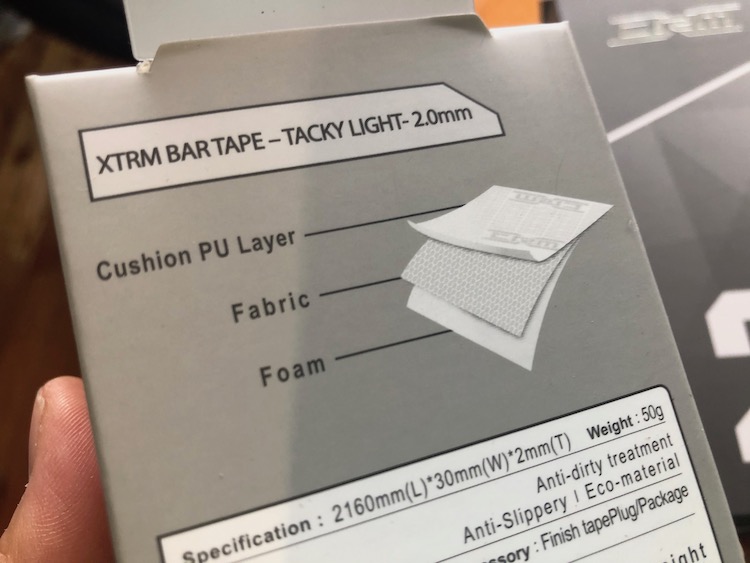 XTRM BAR TAPE – TACKY LIGHT- 2.0mm
Cushion PU Layer
Fabric
Foam
Specification : 2160mm(L)*30mm(W)*2mm(T) Weight : 50g
Anti-dirty treatment
Anti-Slippery | Eco-material
: Finish tapePlug/Package